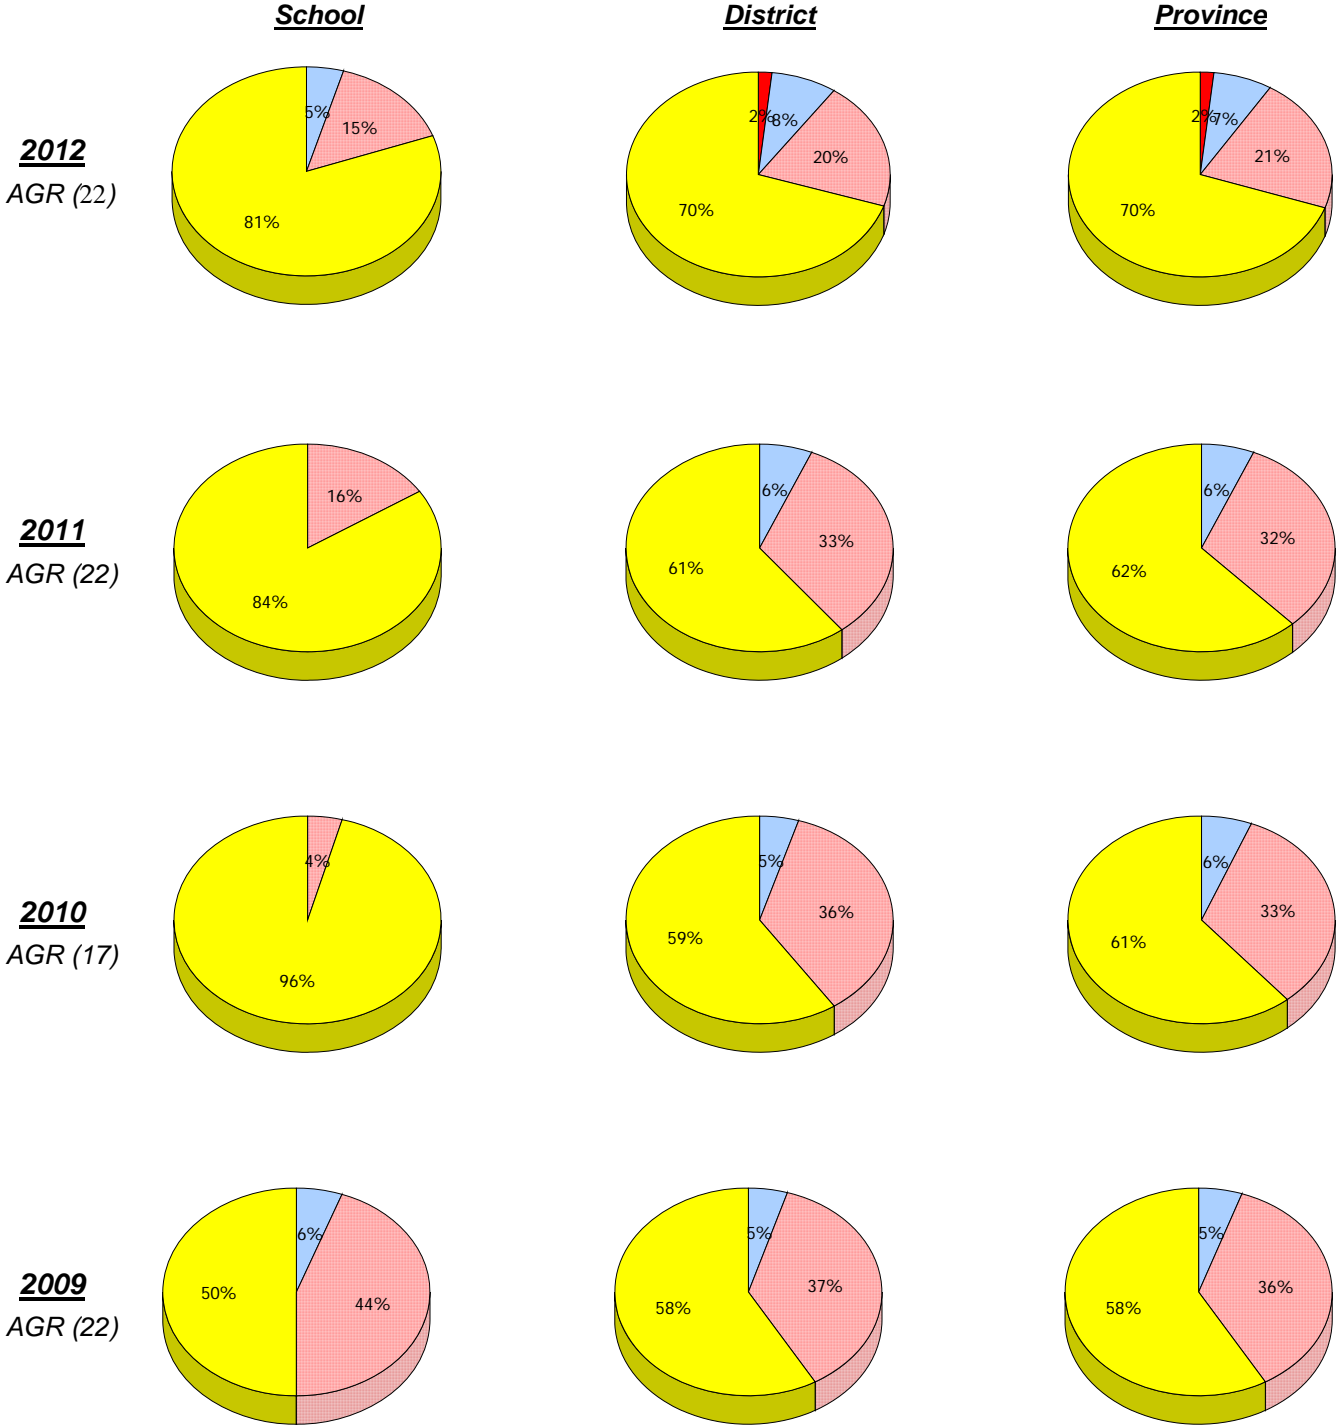 School District Province
5% 15% 81%
2% 8% 20% 70%
2% 7% 21% 70%
2012
AGR (22)
16% 84%
6% 33% 61%
6% 32% 62%
2011
AGR (22)
4% 96%
5% 36% 59%
6% 33% 61%
2010
AGR (17)
6% 44% 50%
5% 37% 58%
5% 36% 58%
2009
AGR (22)